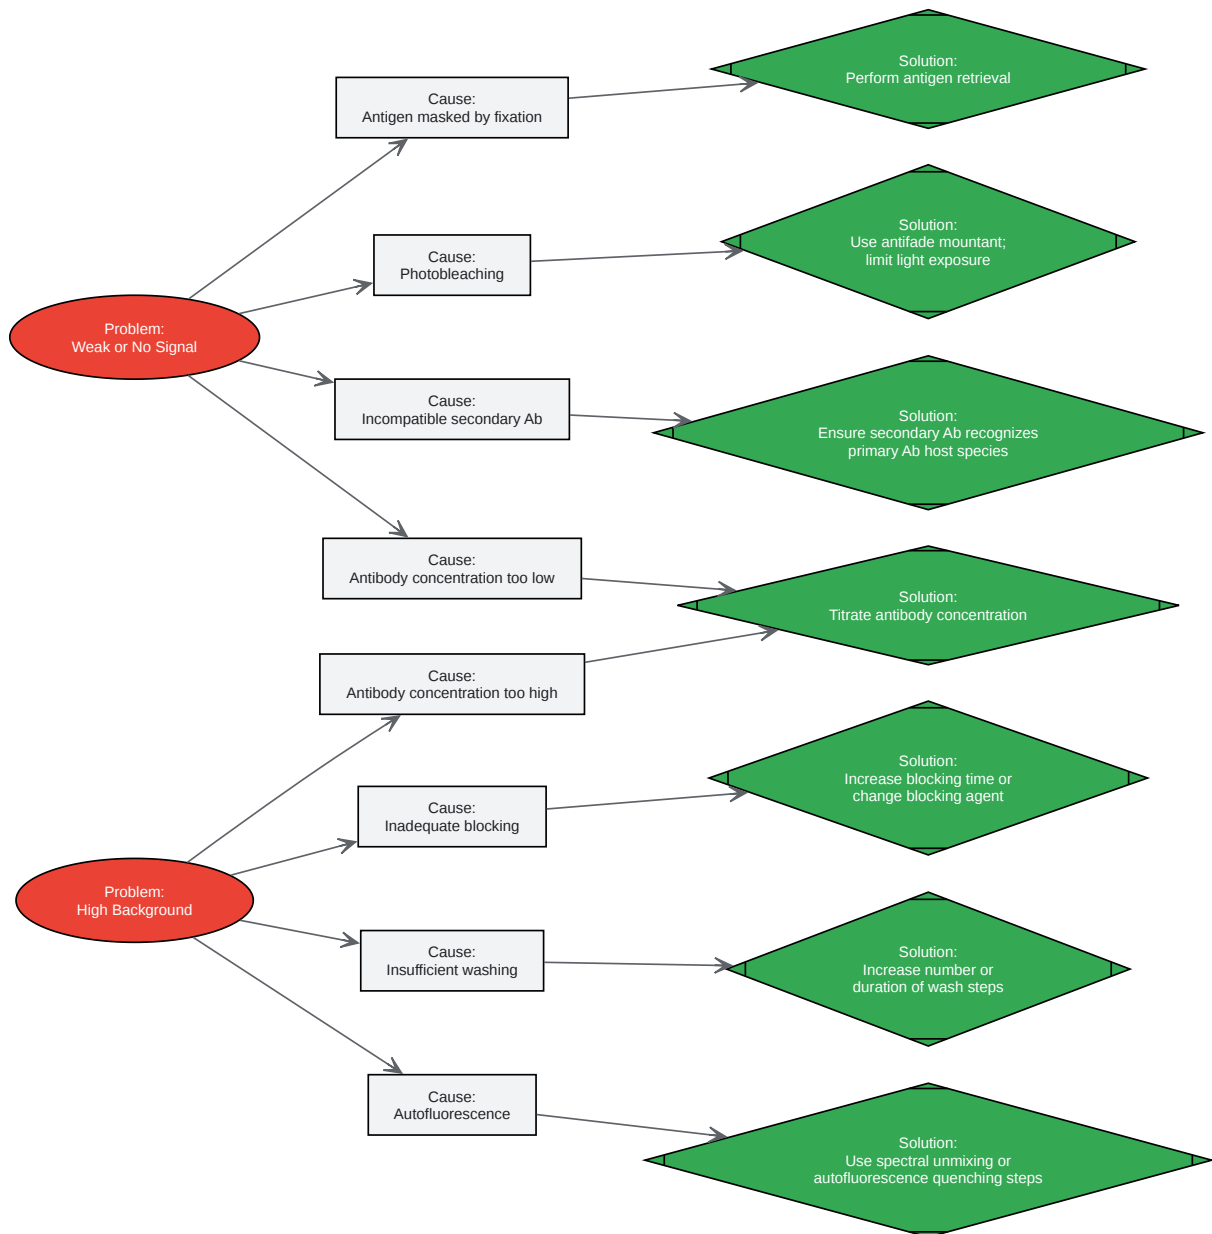 Problem:
Weak or No Signal
Cause:
Antigen masked by fixation
Solution:
Perform antigen retrieval
Cause:
Photobleaching
Solution:
Use antifade mountant;
limit light exposure
Cause:
Incompatible secondary Ab
Solution:
Ensure secondary Ab recognizes
primary Ab host species
Cause:
Antibody concentration too low
Solution:
Titrate antibody concentration
Problem:
High Background
Cause:
Antibody concentration too high
Cause:
Inadequate blocking
Solution:
Increase blocking time or
change blocking agent
Cause:
Insufficient washing
Solution:
Increase number or
duration of wash steps
Cause:
Autofluorescence
Solution:
Use spectral unmixing or
autofluorescence quenching steps